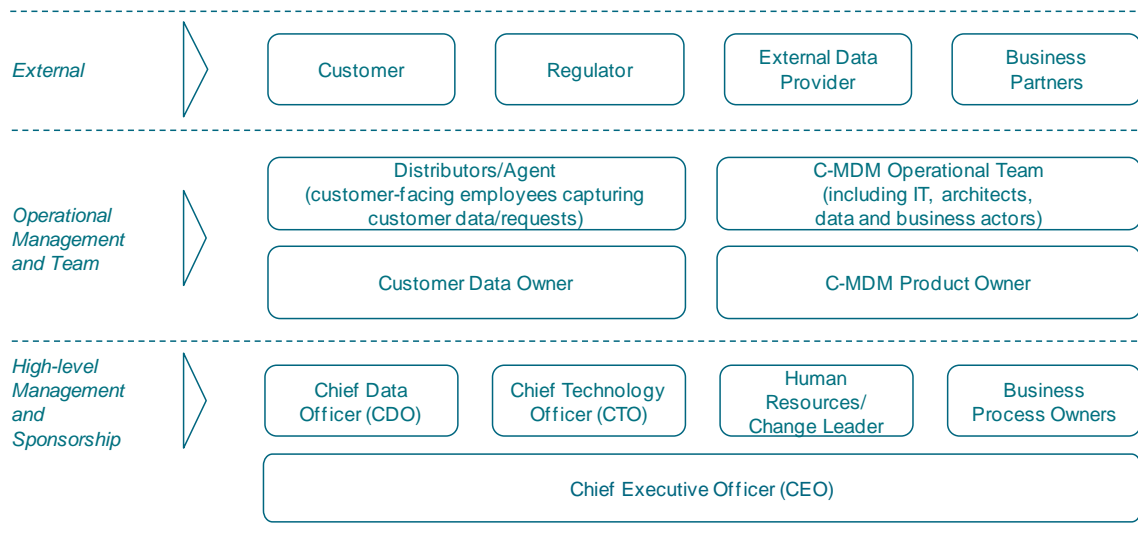 External
Customer
Regulator
External Data
Provider
Business
Partners
Operational
Management
and Team
Distributors/Agent
(customer-facing employees capturing
customer data/requests)
C-MDM Operational Team
(including IT, architects,
data and business actors)
Customer Data Owner
C-MDM Product Owner
High-level
Management
and
Sponsorship
Chief Data
Officer (CDO)
Chief Technology
Officer (CTO)
Human
Resources/
Change Leader
Business
Process Owners
Chief Executive Officer (CEO)